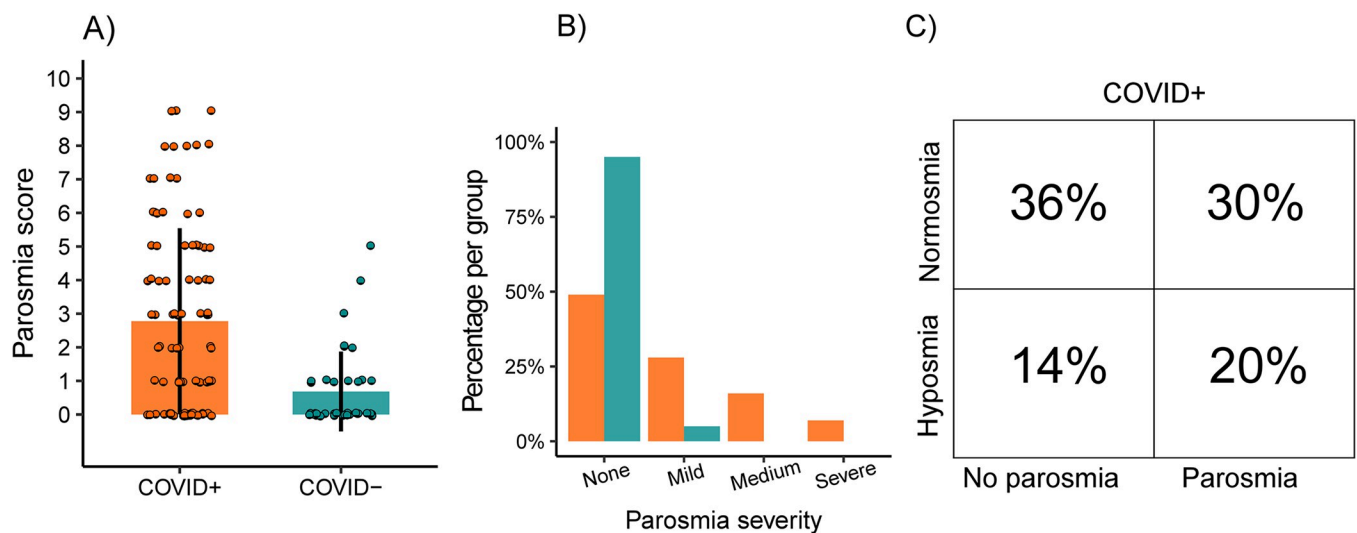 A)
Parosmia score
10
9
8
7
6
5
4
3
2
1
0
COVID+
COVID−
B)
Percentage per group
100%
75%
50%
25%
0%
None
Mild
Medium
Severe
Parosmia severity
C)
COVID+
Normosmia
36%
30%
Hyposmia
14%
20%
No parosmia
Parosmia